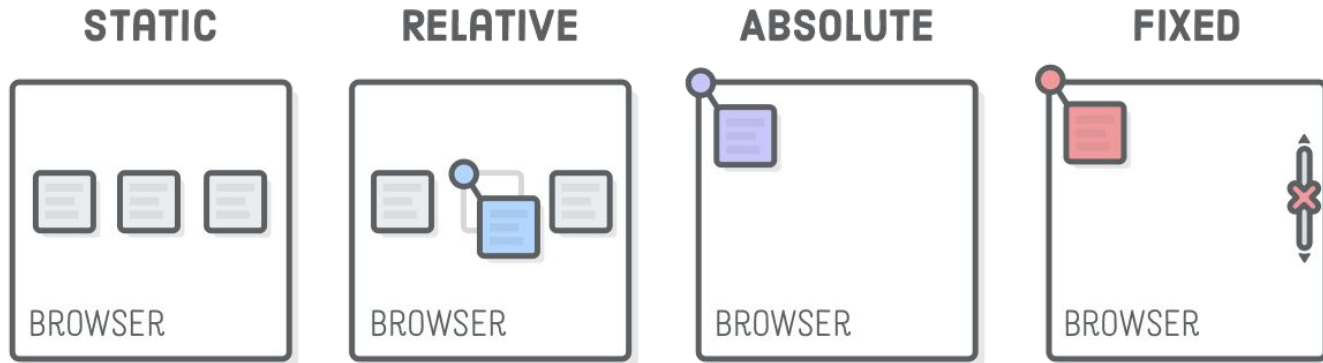 STATIC
RELATIVE
ABSOLUTE
FIXED
BROWSER
BROWSER
BROWSER
BROWSER